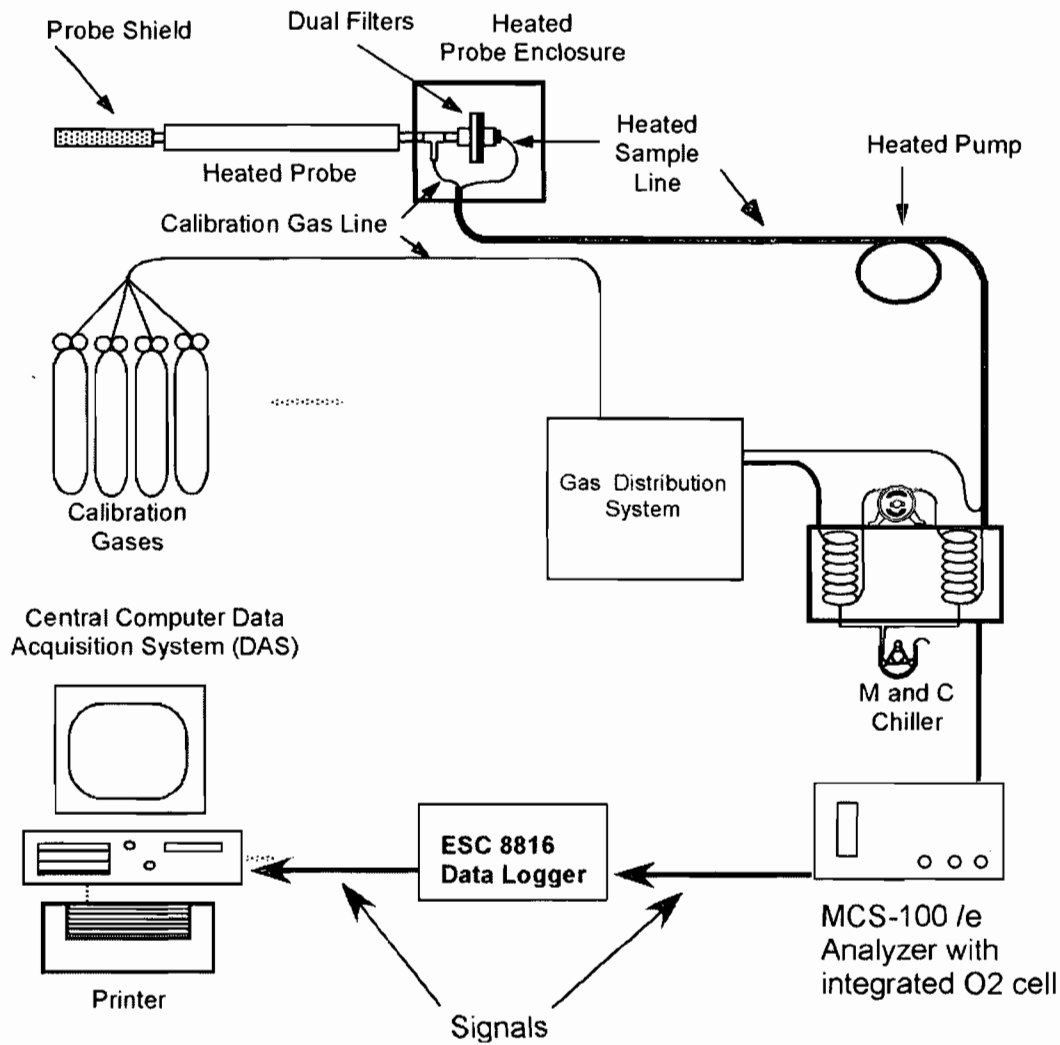 Probe Shield
Dual Filters
Heated
Probe Enclosure
Heated Probe
Heated
Sample
Line
Heated Pump
Calibration Gas Line
Calibration
Gases
Gas Distribution
System
M and C
Chiller
Central Computer Data
Acquisition System (DAS)
ESC 8816
Data Logger
MCS-100 /e
Analyzer with
integrated O2 cell
Printer
Signals